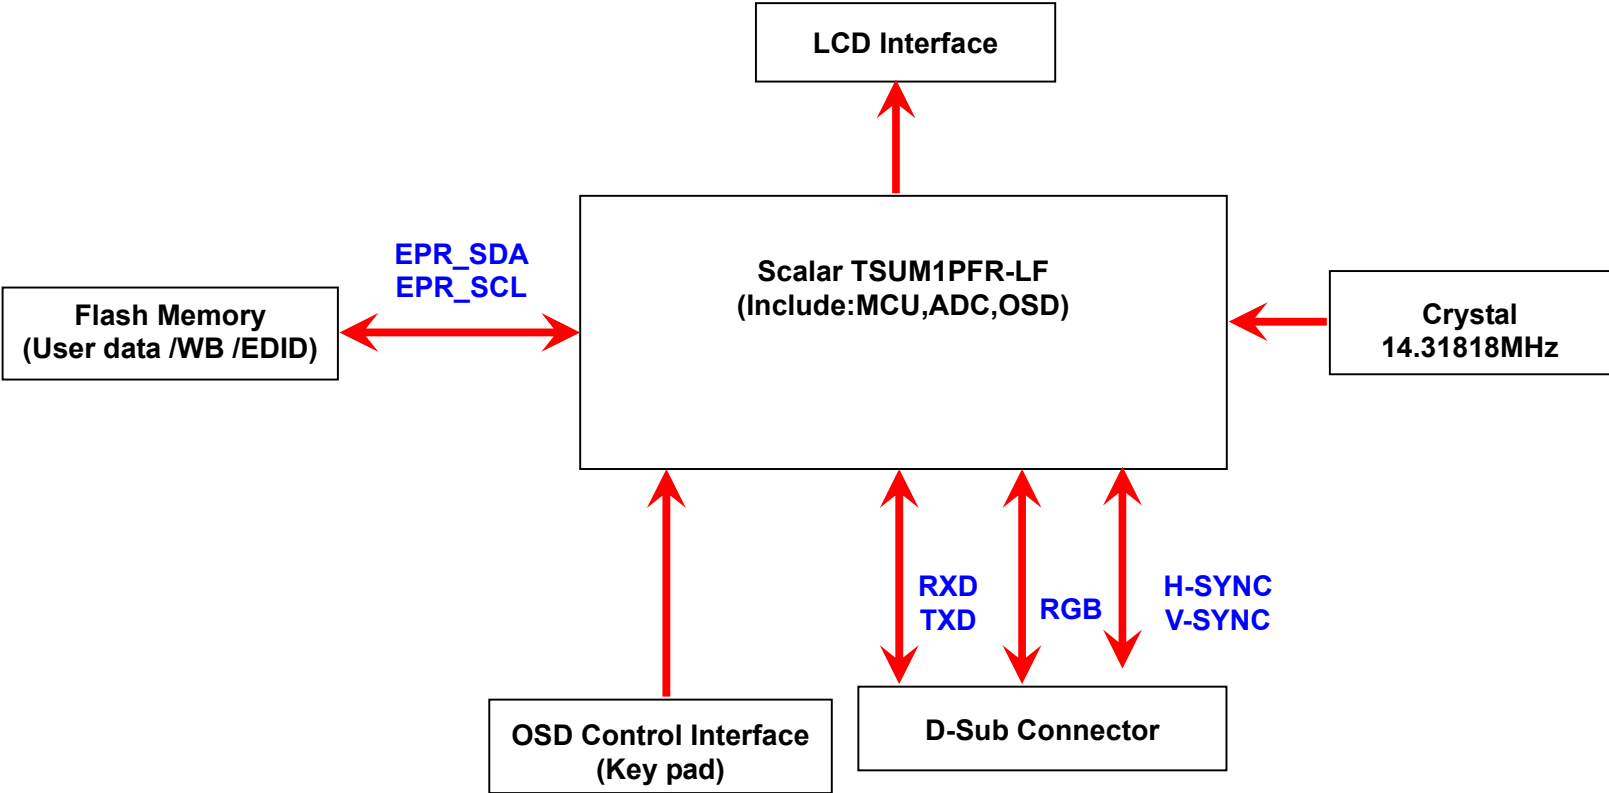 LCD Interface
EPR_SDA
EPR_SCL
Scalar TSUM1PFR-LF
(Include:MCU,ADC,OSD)
Flash Memory
(User data /WB /EDID)
Crystal
14.31818MHz
RXD
TXD
RGB
H-SYNC
V-SYNC
OSD Control Interface
(Key pad)
D-Sub Connector